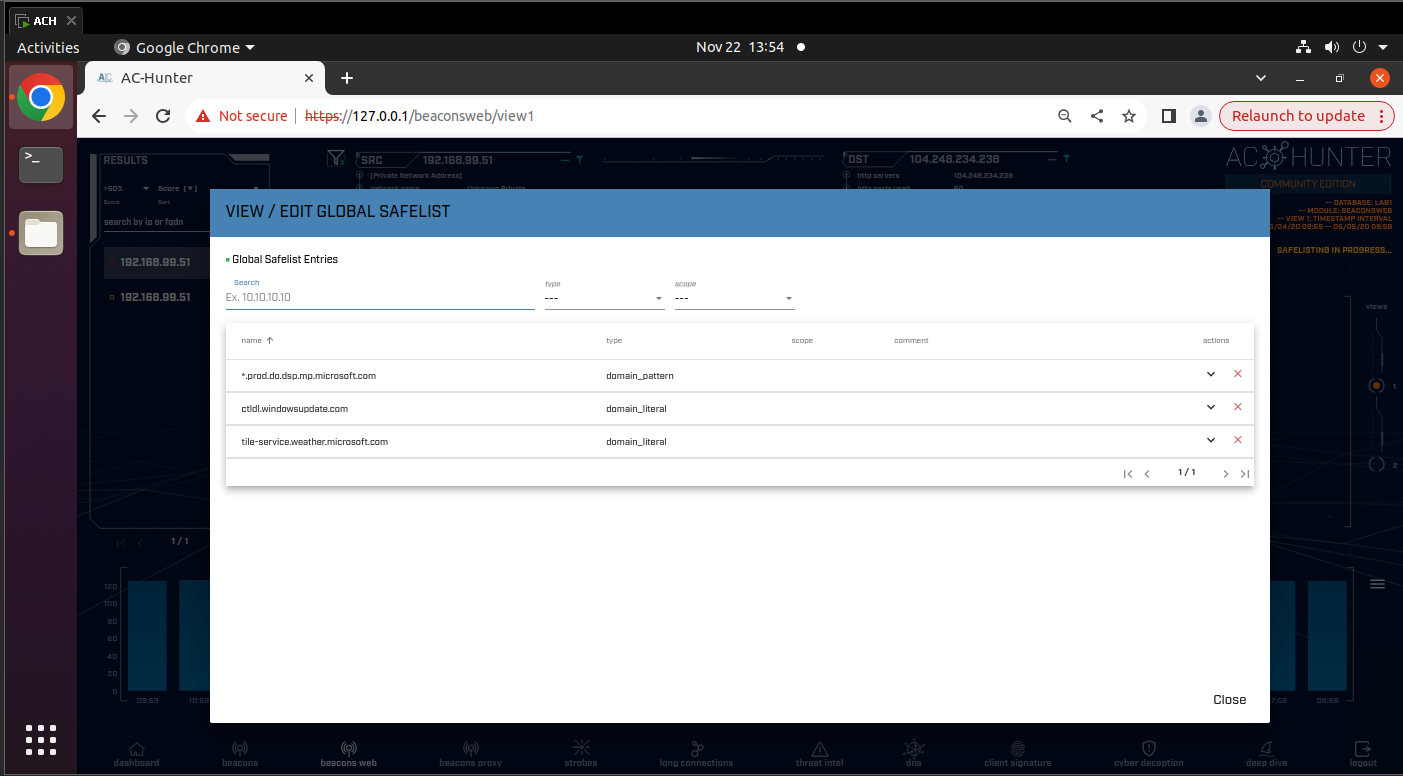 ACH
Activities Google Chrome Nov 22 13:54
AC-Hunter
Not secure https://127.0.0.1/beaconsweb/view1 Relaunch to update
RESULTS SRC 192.168.99.51 DST 104.248.234.238 AC HUNTER
[Private Network Address] http servers 104.248.234.238
network name Unknown Private http ports used 80
COMMUNITY EDITION
>50% Score [▼]
Score Sort
search by ip or fqdn
192.168.99.51
192.168.99.51
1 / 1
-- DATABASE: LAB1
-- MODULE: BEACONSWEB
-- VIEW 1: TIMESTAMP INTERVAL
/04/20 09:59 -- 06/05/20 09:58
SAFELISTING IN PROGRESS...
views
1
2
VIEW / EDIT GLOBAL SAFELIST
Global Safelist Entries
Search type scope
Ex. 10.10.10.10 --- ---
name type scope comment actions
*.prod.do.dsp.mp.microsoft.com domain_pattern
ctldl.windowsupdate.com domain_literal
tile-service.weather.microsoft.com domain_literal
1 / 1
Close
120
100
80
60
40
20
0
09:59 10:58 7:58 08:58
dashboard beacons beacons web beacons proxy strobes long connections threat intel dns client signature cyber deception deep dive logout